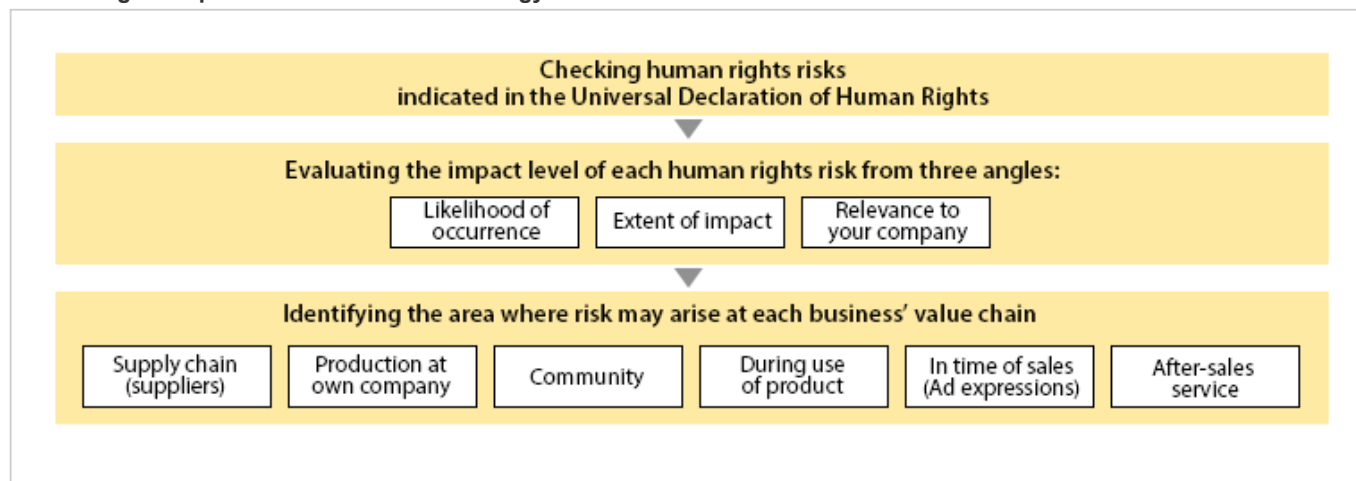 Checking human rights risks
indicated in the Universal Declaration of Human Rights
Evaluating the impact level of each human rights risk from three angles:
Likelihood of
occurrence
Extent of impact
Relevance to
your company
Identifying the area where risk may arise at each business' value chain
Supply chain
(suppliers)
Production at
own company
Community
During use
of product
In time of sales
(Ad expressions)
After-sales
service